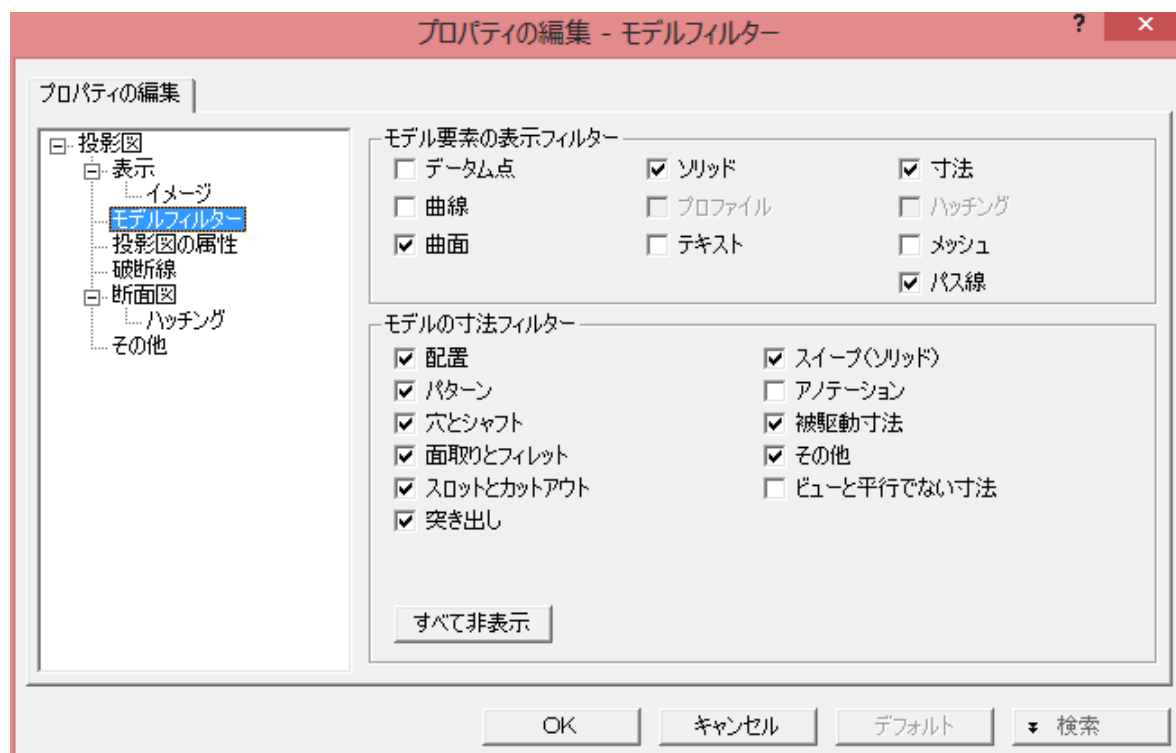 プロパティの編集 - モデルフィルター
?
×
プロパティの編集
投影図
表示
イメージ
モデルフィルター
投影図の属性
破断線
断面図
ハッチング
その他
モデル要素の表示フィルター
データム点
ソリッド
寸法
曲線
プロファイル
ハッチング
曲面
テキスト
メッシュ
パス線
モデルの寸法フィルター
配置
スイープ(ソリッド)
パターン
アノテーション
穴とシャフト
被駆動寸法
面取りとフィレット
その他
スロットとカットアウト
ビューと平行でない寸法
突き出し
すべて非表示
OK
キャンセル
デフォルト
検索